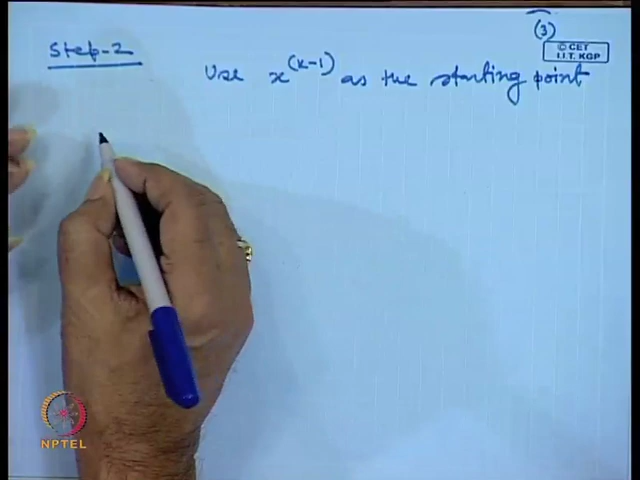 (3)
© CET
I.I.T. KGP
Step-2
Use x^(k-1) as the starting point
NPTEL